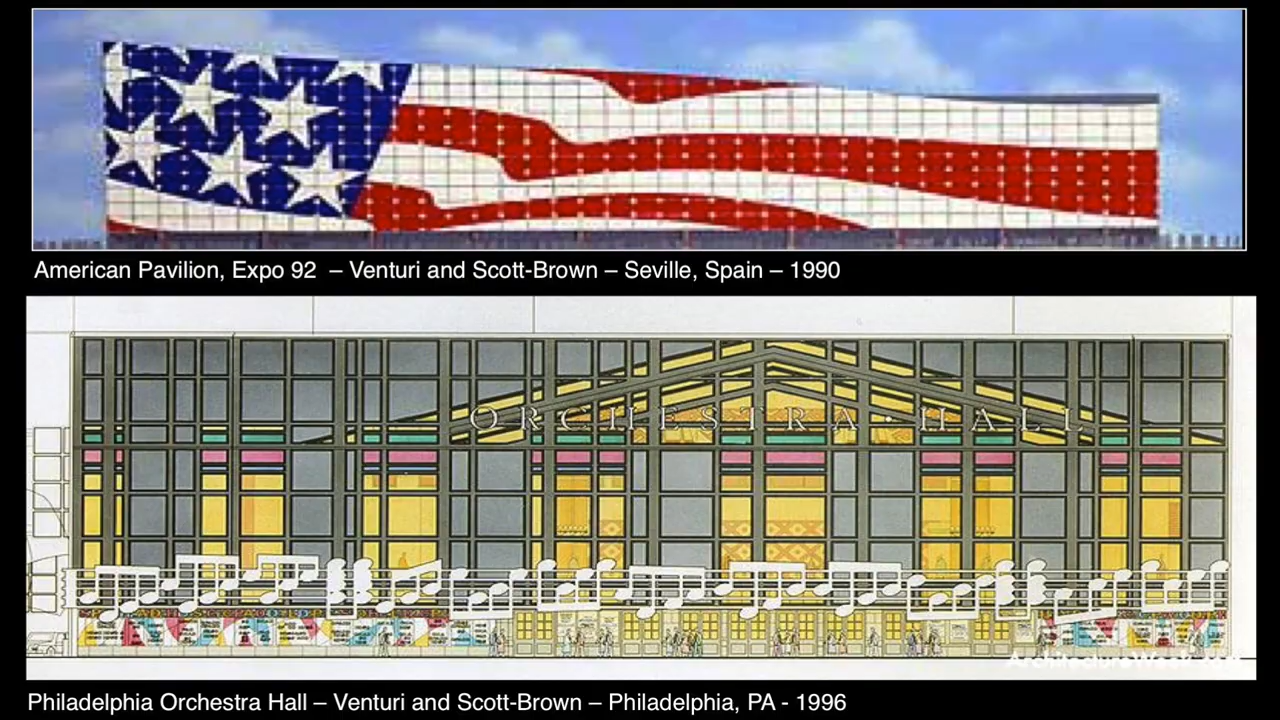 American Pavilion, Expo 92  – Venturi and Scott-Brown – Seville, Spain – 1990
ORCHESTRA • HALL
Philadelphia Orchestra Hall – Venturi and Scott-Brown – Philadelphia, PA - 1996